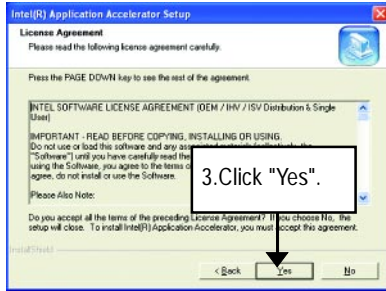 Intel(R) Application Accelerator Setup
License Agreement
Please read the following license agreement carefully.
Press the PAGE DOWN key to see the rest of the agreement.
INTEL SOFTWARE LICENSE AGREEMENT (OEM / IHV / ISV Distribution & Single
User)
IMPORTANT - READ BEFORE COPYING, INSTALLING OR USING.
Do not use or load this software and any
"Software") until you have carefully read the
using the Software, you agree to the terms o
agree, do not install or use the Software.
Please Also Note:
3.Click "Yes".
Do you accept all the terms of the preceding License Agreement? If you choose No, the
setup will close. To install Intel(R) Application Accelerator, you must accept this agreement.
InstallShield
< Back
Yes
No